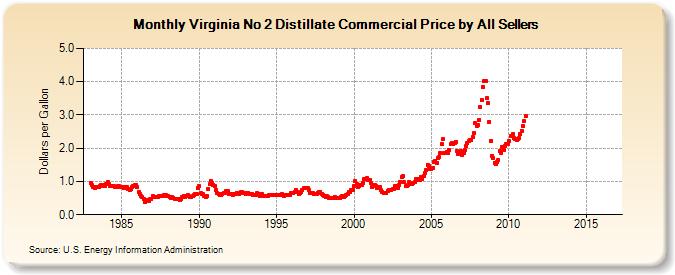 Monthly Virginia No 2 Distillate Commercial Price by All Sellers
Dollars per Gallon
5.0
4.0
3.0
2.0
1.0
0.0
1985 1990 1995 2000 2005 2010 2015
Source: U.S. Energy Information Administration